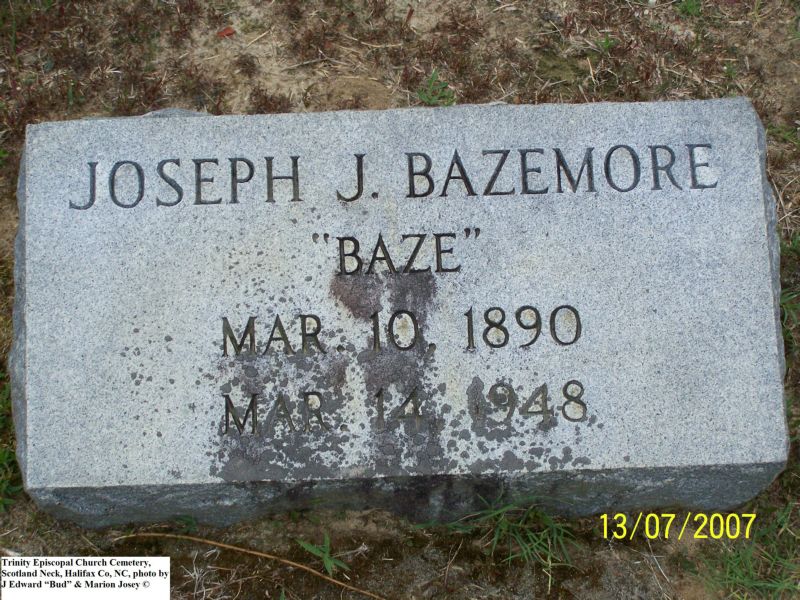 JOSEPH J. BAZEMORE
"BAZE"
MAR. 10, 1890
MAR. 14, 1948
13/07/2007
Trinity Episcopal Church Cemetery,
Scotland Neck, Halifax Co, NC, photo by
J Edward “Bud” & Marion Josey ©